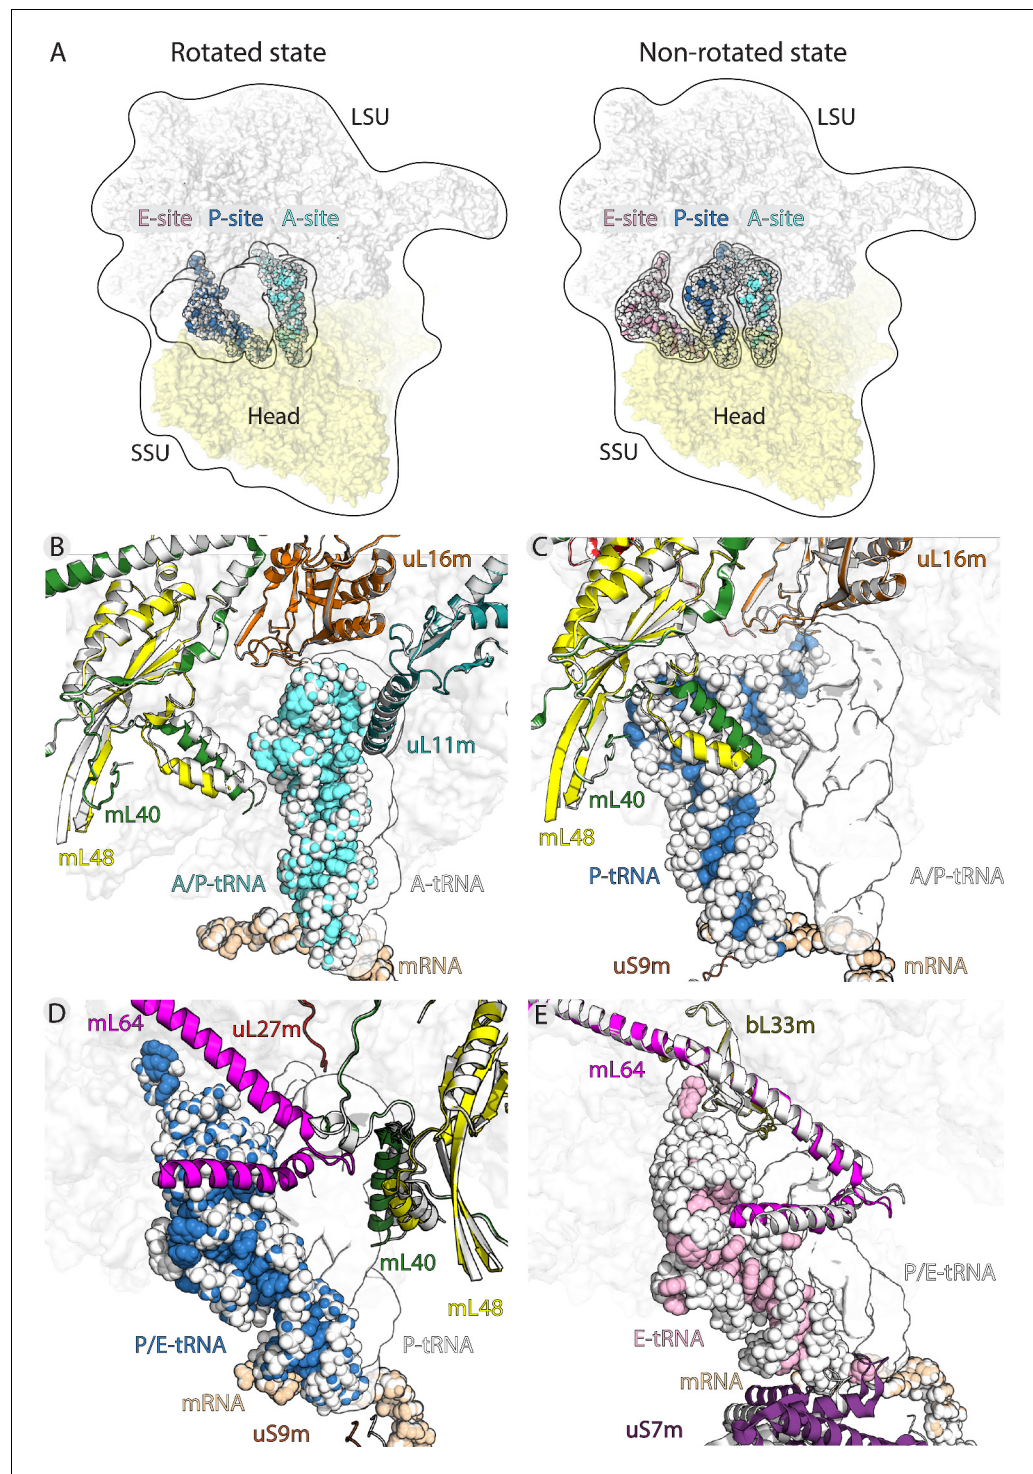 A
Rotated state
Non-rotated state
LSU
LSU
E-site P-site A-site
E-site P-site A-site
Head
Head
SSU
SSU
B
uL16m
uL11m
mL40
mL48
A/P-tRNA
A-tRNA
mRNA
C
uL16m
mL40
mL48
P-tRNA
A/P-tRNA
uS9m
mRNA
D
mL64
uL27m
mL40
mL48
P/E-tRNA
P-tRNA
mRNA
uS9m
E
bL33m
mL64
P/E-tRNA
E-tRNA
mRNA
uS7m